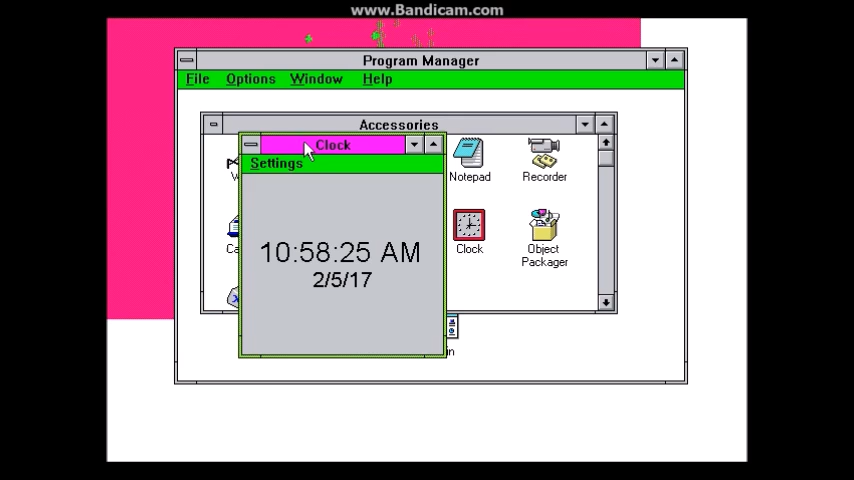 www.Bandicam.com
Program Manager
File Options Window Help
Accessories
Clock
Settings
Notepad
Recorder
10:58:25 AM
2/5/17
Clock
Object
Packager